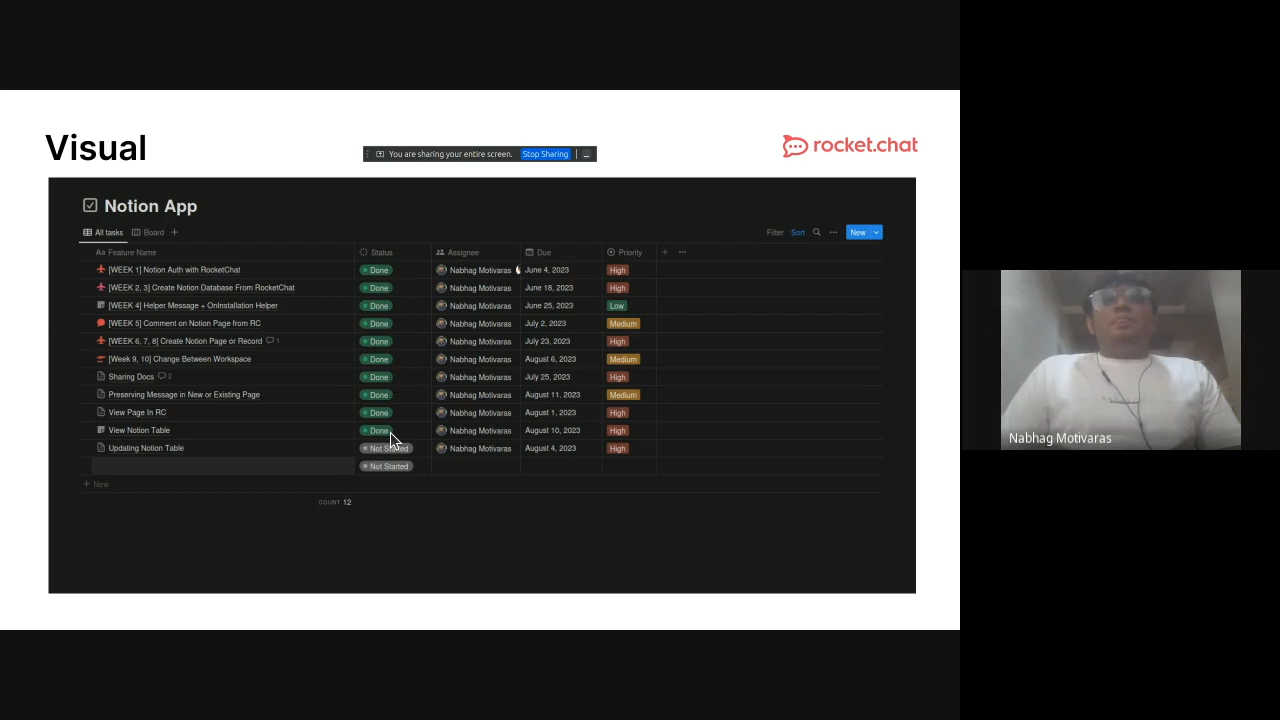 Visual
You are sharing your entire screen. Stop Sharing
rocket.chat
Notion App
All tasks Board
Filter Sort New
Aa Feature Name Status Assignee Due Priority
[WEEK 1] Notion Auth with RocketChat Done Nabhag Motivaras June 4, 2023 High
[WEEK 2, 3] Create Notion Database From RocketChat Done Nabhag Motivaras June 18, 2023 High
[WEEK 4] Helper Message + OnInstallation Helper Done Nabhag Motivaras June 25, 2023 Low
[WEEK 5] Comment on Notion Page from RC Done Nabhag Motivaras July 2, 2023 Medium
[WEEK 6, 7, 8] Create Notion Page or Record 1 Done Nabhag Motivaras July 23, 2023 High
[Week 9, 10] Change Between Workspace Done Nabhag Motivaras August 6, 2023 Medium
Sharing Docs Done Nabhag Motivaras July 25, 2023 High
Preserving Message in New or Existing Page Done Nabhag Motivaras August 11, 2023 Medium
View Page In RC Done Nabhag Motivaras August 1, 2023 High
View Notion Table Done Nabhag Motivaras August 10, 2023 High
Updating Notion Table Not Started Nabhag Motivaras August 4, 2023 High
Not Started
+ New
COUNT 12
Nabhag Motivaras